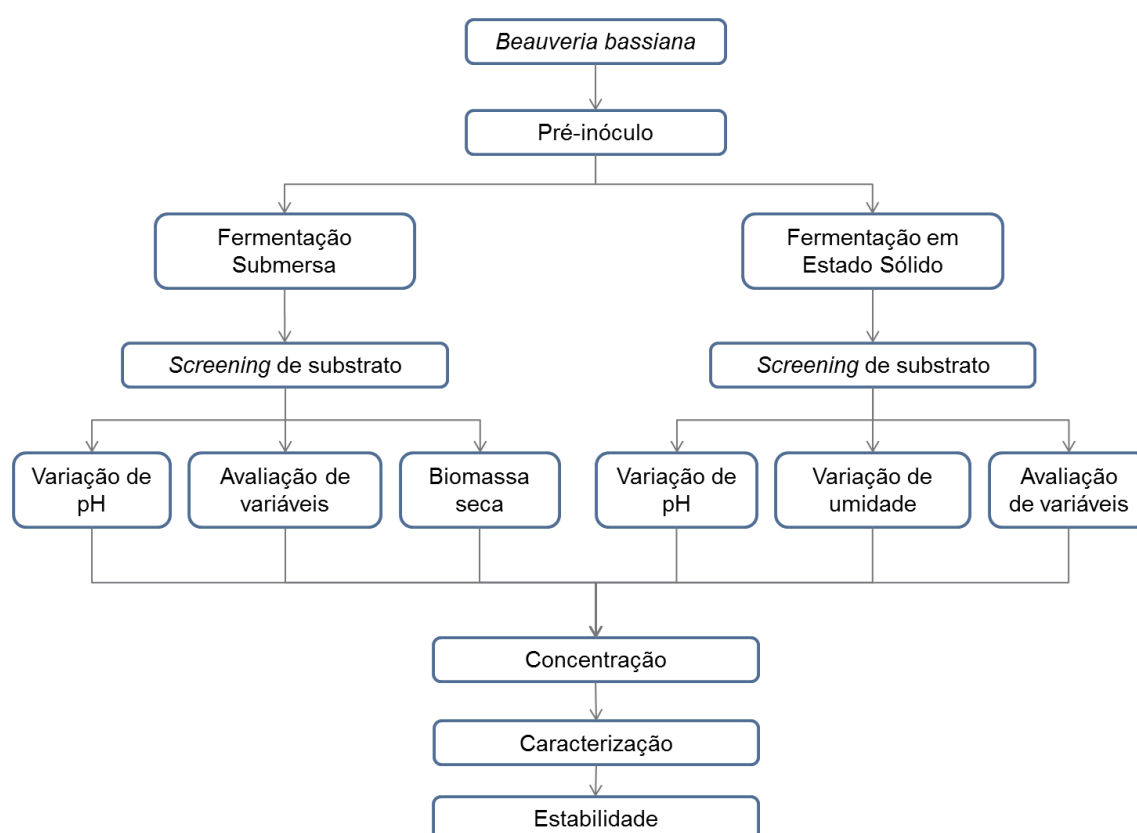 Beauveria bassiana
Pré-inóculo
Fermentação
Submersa
Fermentação em
Estado Sólido
Screening de substrato
Screening de substrato
Variação de
pH
Avaliação de
variáveis
Biomassa
seca
Variação de
pH
Variação de
umidade
Avaliação
de variáveis
Concentração
Caracterização
Estabilidade